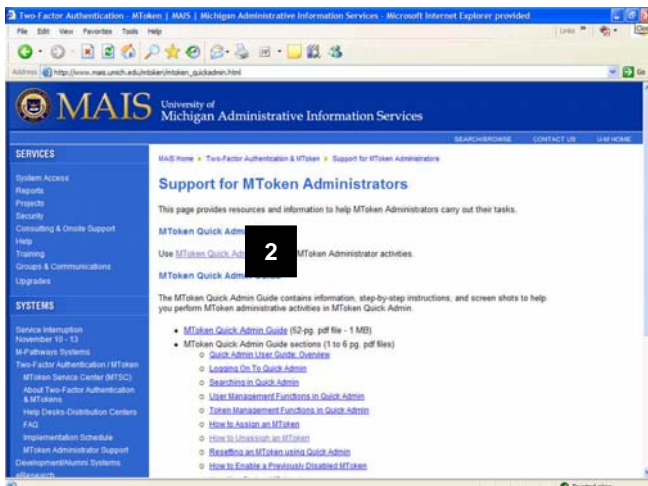 Two-Factor Authentication - MToken | MAIS | Michigan Administrative Information Services - Microsoft Internet Explorer provided
File Edit View Favorites Tools Help
Links
Address http://www.mais.umich.edu/mtoken/mtoken_quickadmin.html Go
MAIS University of Michigan Administrative Information Services
SEARCH/BROWSE CONTACT US U-M HOME
SERVICES
System Access
Reports
Projects
Security
Consulting & Onsite Support
Help
Training
Groups & Communications
Upgrades
SYSTEMS
Service Interruption
November 10 - 13
M-Pathways Systems
Two-Factor Authentication / MToken
MToken Service Center (MTSC)
About Two-Factor Authentication
& MTokens
Help Desks-Distribution Centers
FAQ
Implementation Schedule
MToken Administrator Support
Development/Alumni Systems
eResearch
MAIS Home > Two-Factor Authentication & MToken > Support for MToken Administrators
Support for MToken Administrators
This page provides resources and information to help MToken Administrators carry out their tasks.
MToken Quick Adm
2
Use MToken Quick Adm MToken Administrator activities.
MToken Quick Admin Guide
The MToken Quick Admin Guide contains information, step-by-step instructions, and screen shots to help
you perform MToken administrative activities in MToken Quick Admin.
MToken Quick Admin Guide (52-pg. pdf file - 1 MB)
MToken Quick Admin Guide sections (1 to 6 pg. pdf files)
Quick Admin User Guide: Overview
Logging On To Quick Admin
Searching in Quick Admin
User Management Functions in Quick Admin
Token Management Functions in Quick Admin
How to Assign an MToken
How to Unassign an MToken
Resetting an MToken using Quick Admin
How to Enable a Previously Disabled MToken